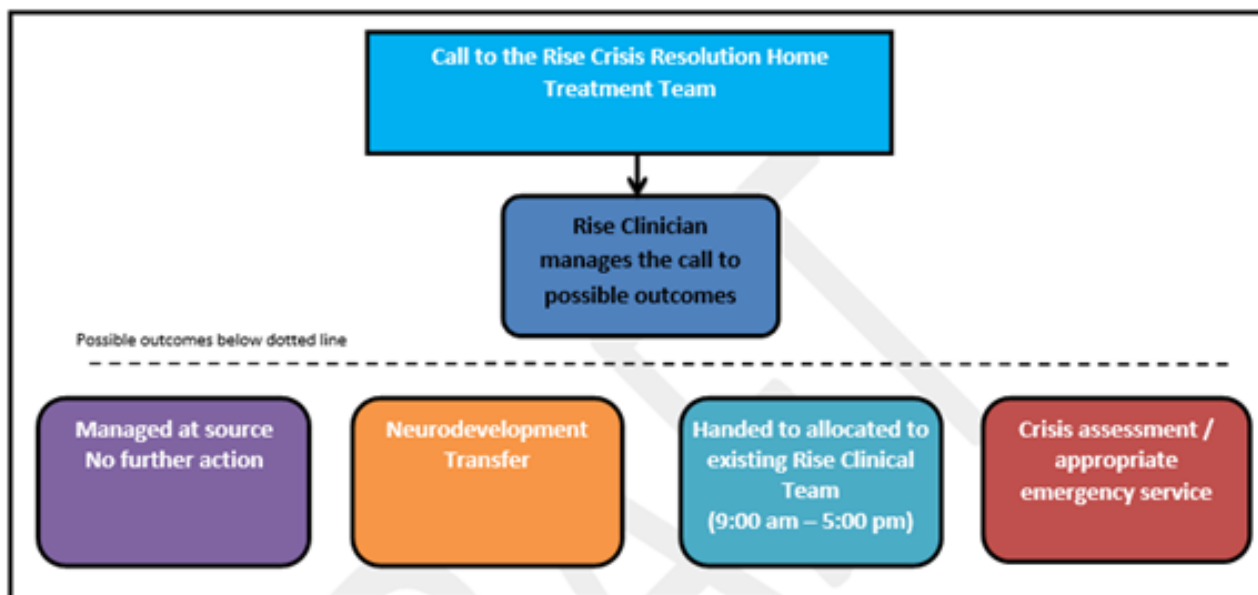 Call to the Rise Crisis Resolution Home
Treatment Team
Rise Clinician
manages the call to
possible outcomes
Possible outcomes below dotted line
Managed at source
No further action
Neurodevelopment
Transfer
Handed to allocated to
existing Rise Clinical
Team
(9:00 am – 5:00 pm)
Crisis assessment /
appropriate
emergency service